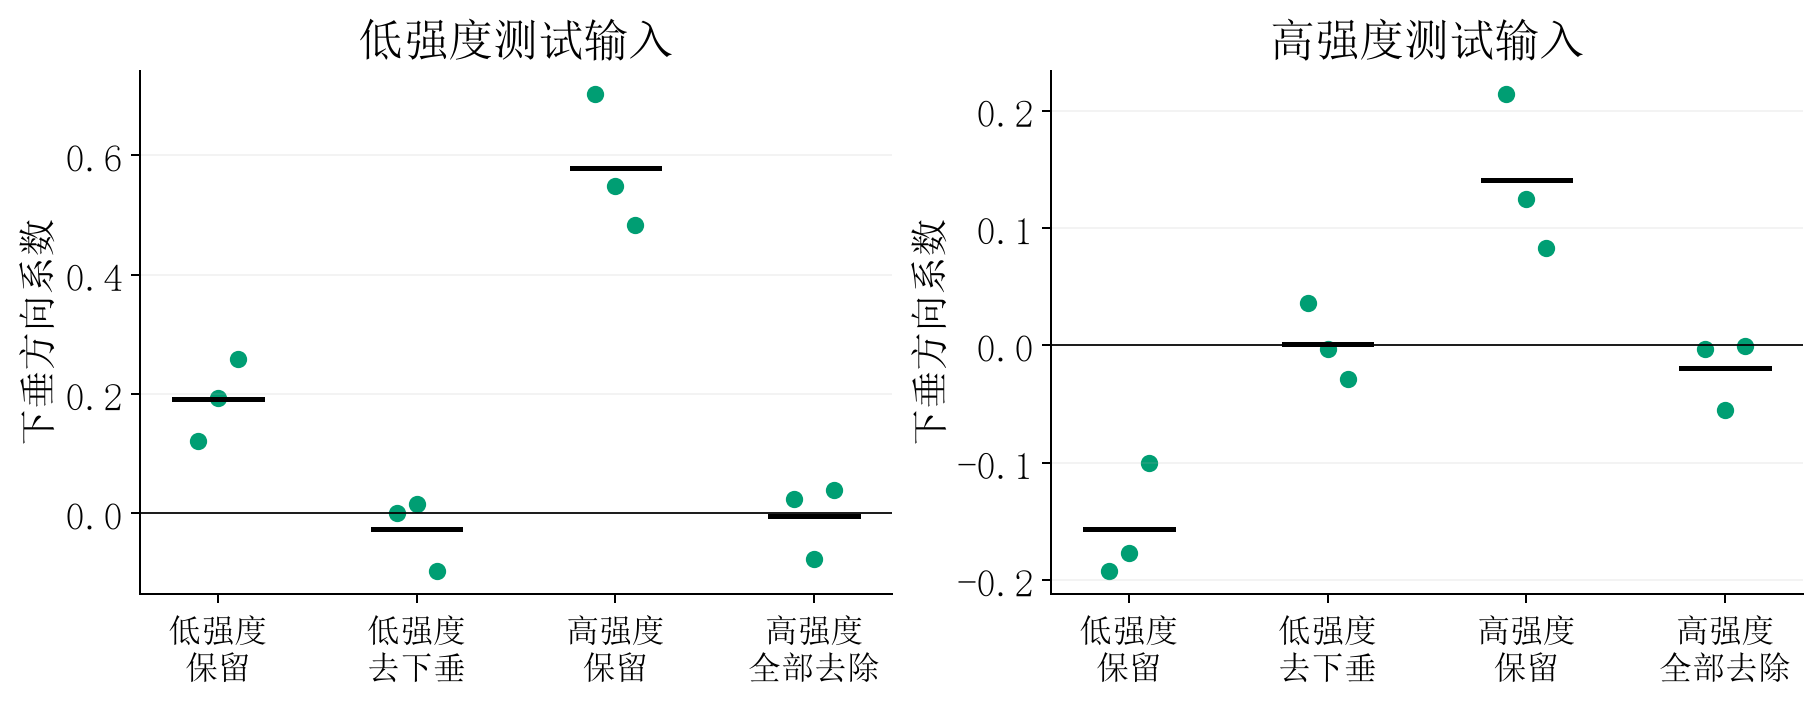 低强度测试输入
下垂方向系数
0.6
0.4
0.2
0.0
低强度
保留
低强度
去下垂
高强度
保留
高强度
全部去除
高强度测试输入
下垂方向系数
0.2
0.1
0.0
−0.1
−0.2
低强度
保留
低强度
去下垂
高强度
保留
高强度
全部去除